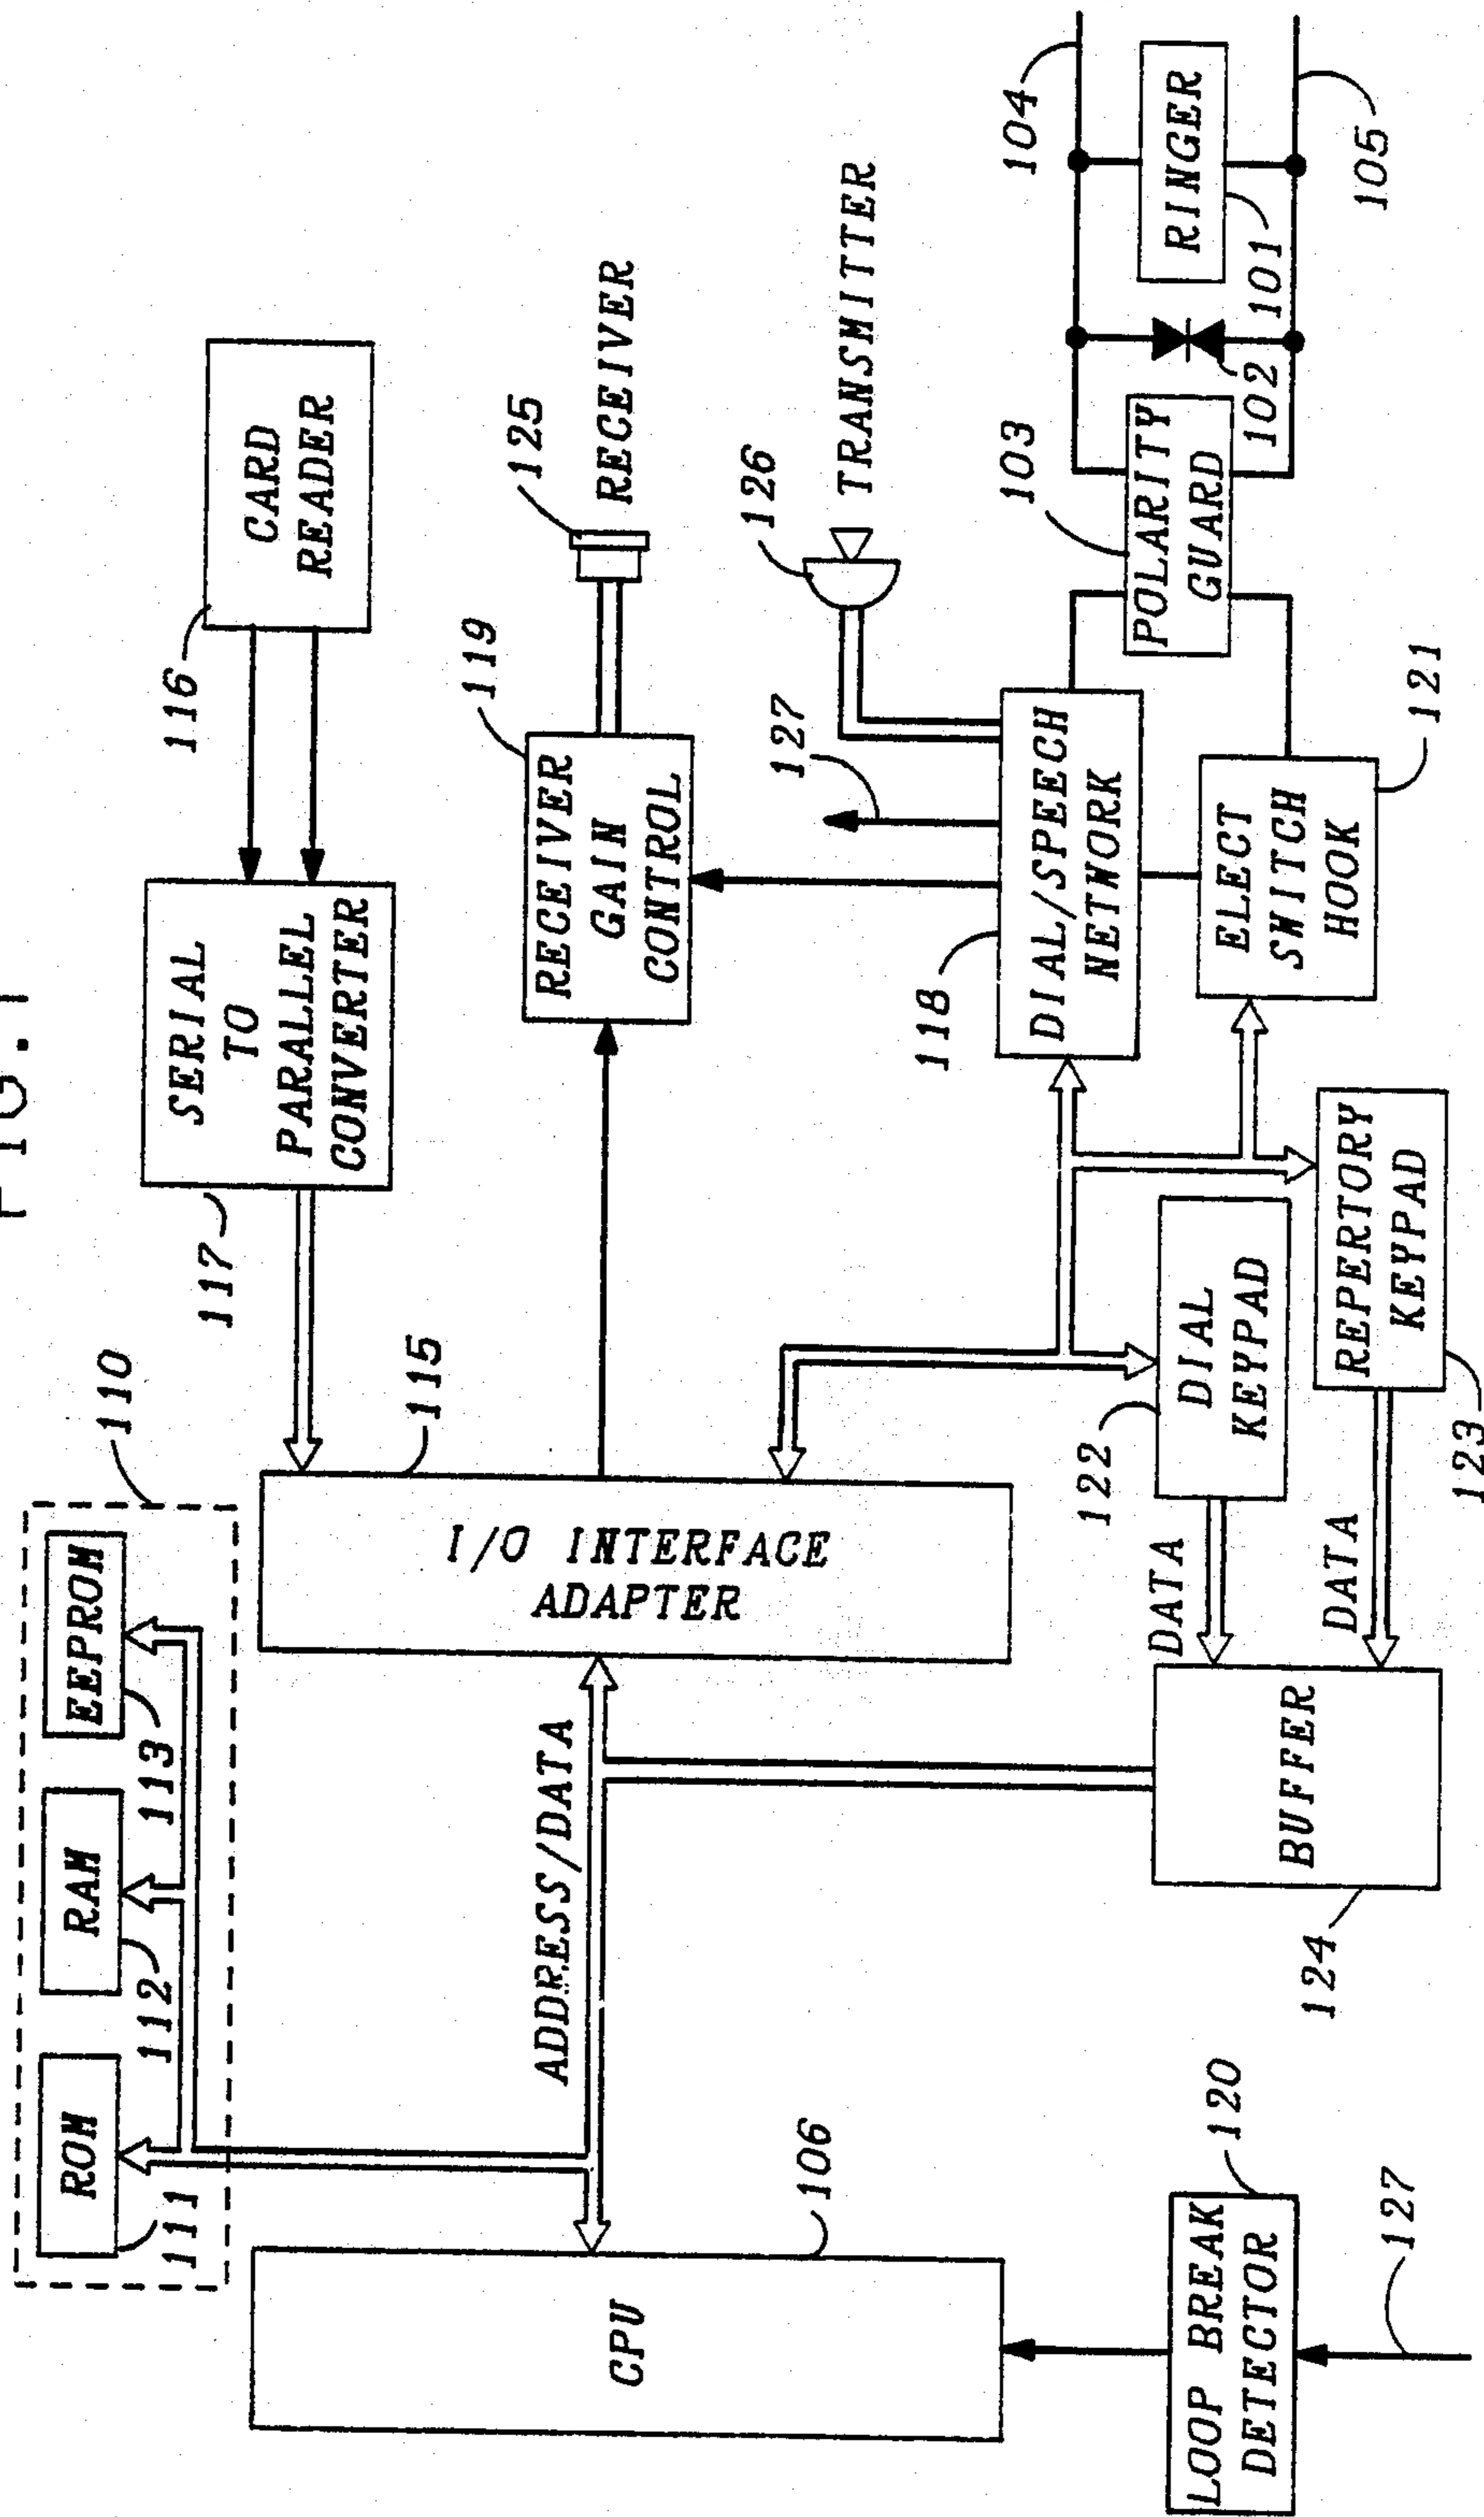 FIG. 1
110
ROM
RAM
EEPROM
111
112
113
117
SERIAL
TO
PARALLEL
CONVERTER
116
CARD
READER
115
I/O INTERFACE
ADAPTER
ADDRESS/DATA
CPU
106
119
RECEIVER
GAIN
CONTROL
125
RECEIVER
127
126
TRANSMITTER
118
DIAL/SPEECH
NETWORK
103
POLARITY
GUARD
104
RINGER
101
102
105
ELECT
SWITCH
HOOK
121
122
DIAL
KEYPAD
DATA
REPERTORY
KEYPAD
123
DATA
BUFFER
124
LOOP BREAK
DETECTOR
120
127